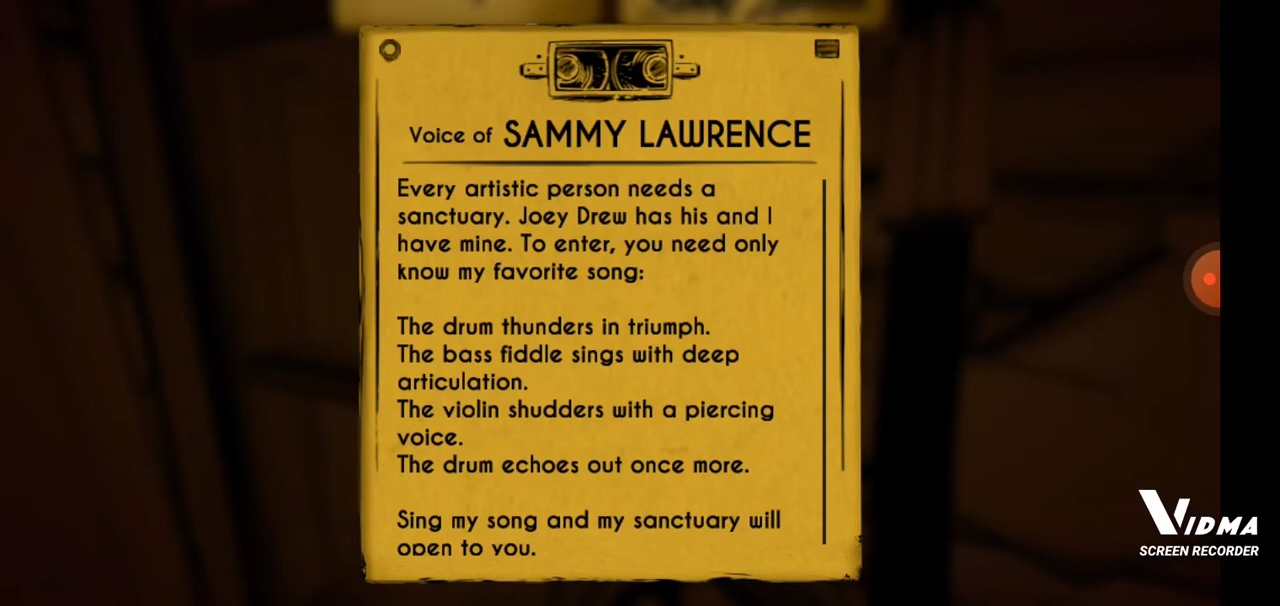 Voice of SAMMY LAWRENCE
Every artistic person needs a
sanctuary. Joey Drew has his and I
have mine. To enter, you need only
know my favorite song:
The drum thunders in triumph.
The bass fiddle sings with deep
articulation.
The violin shudders with a piercing
voice.
The drum echoes out once more.
Sing my song and my sanctuary will
open to you.
VIDMA
SCREEN RECORDER